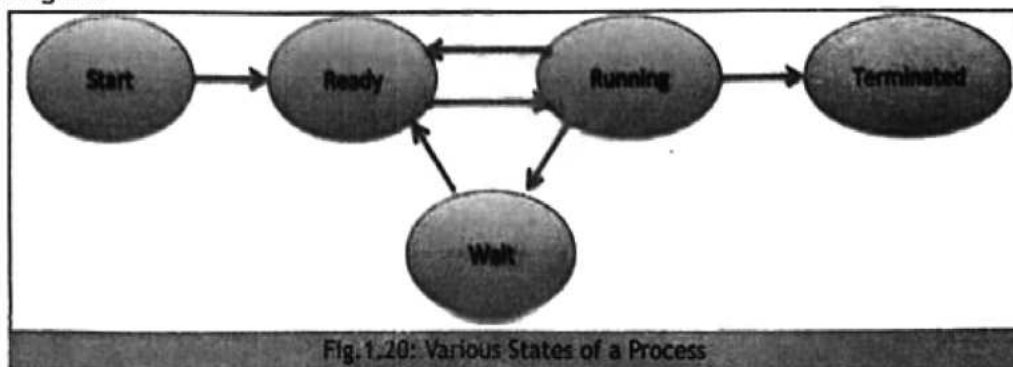 Start
Ready
Running
Terminated
Wait
Fig.1.20: Various States of a Process